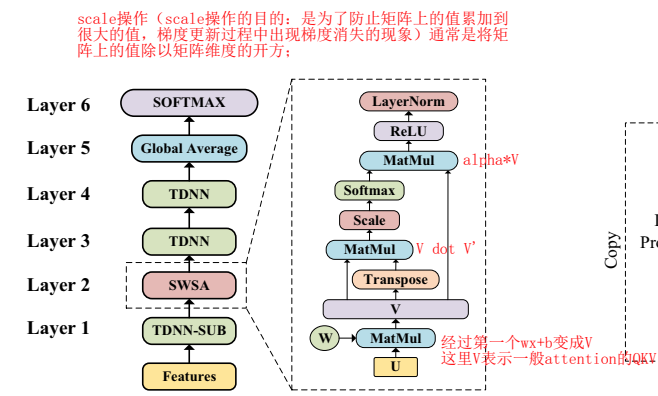 scale操作（scale操作的目的：是为了防止矩阵上的值累加到
很大的值，梯度更新过程中出现梯度消失的现象）通常是将矩
阵上的值除以矩阵维度的开方；
Layer 6
SOFTMAX
Layer 5
Global Average
Layer 4
TDNN
Layer 3
TDNN
Layer 2
SWSA
Layer 1
TDNN-SUB
Features
LayerNorm
ReLU
MatMul
alpha*V
Softmax
Scale
MatMul
V dot V'
Transpose
V
W
MatMul
U
经过第一个wx+b变成V
这里V表示一般attention的QKV
Copy